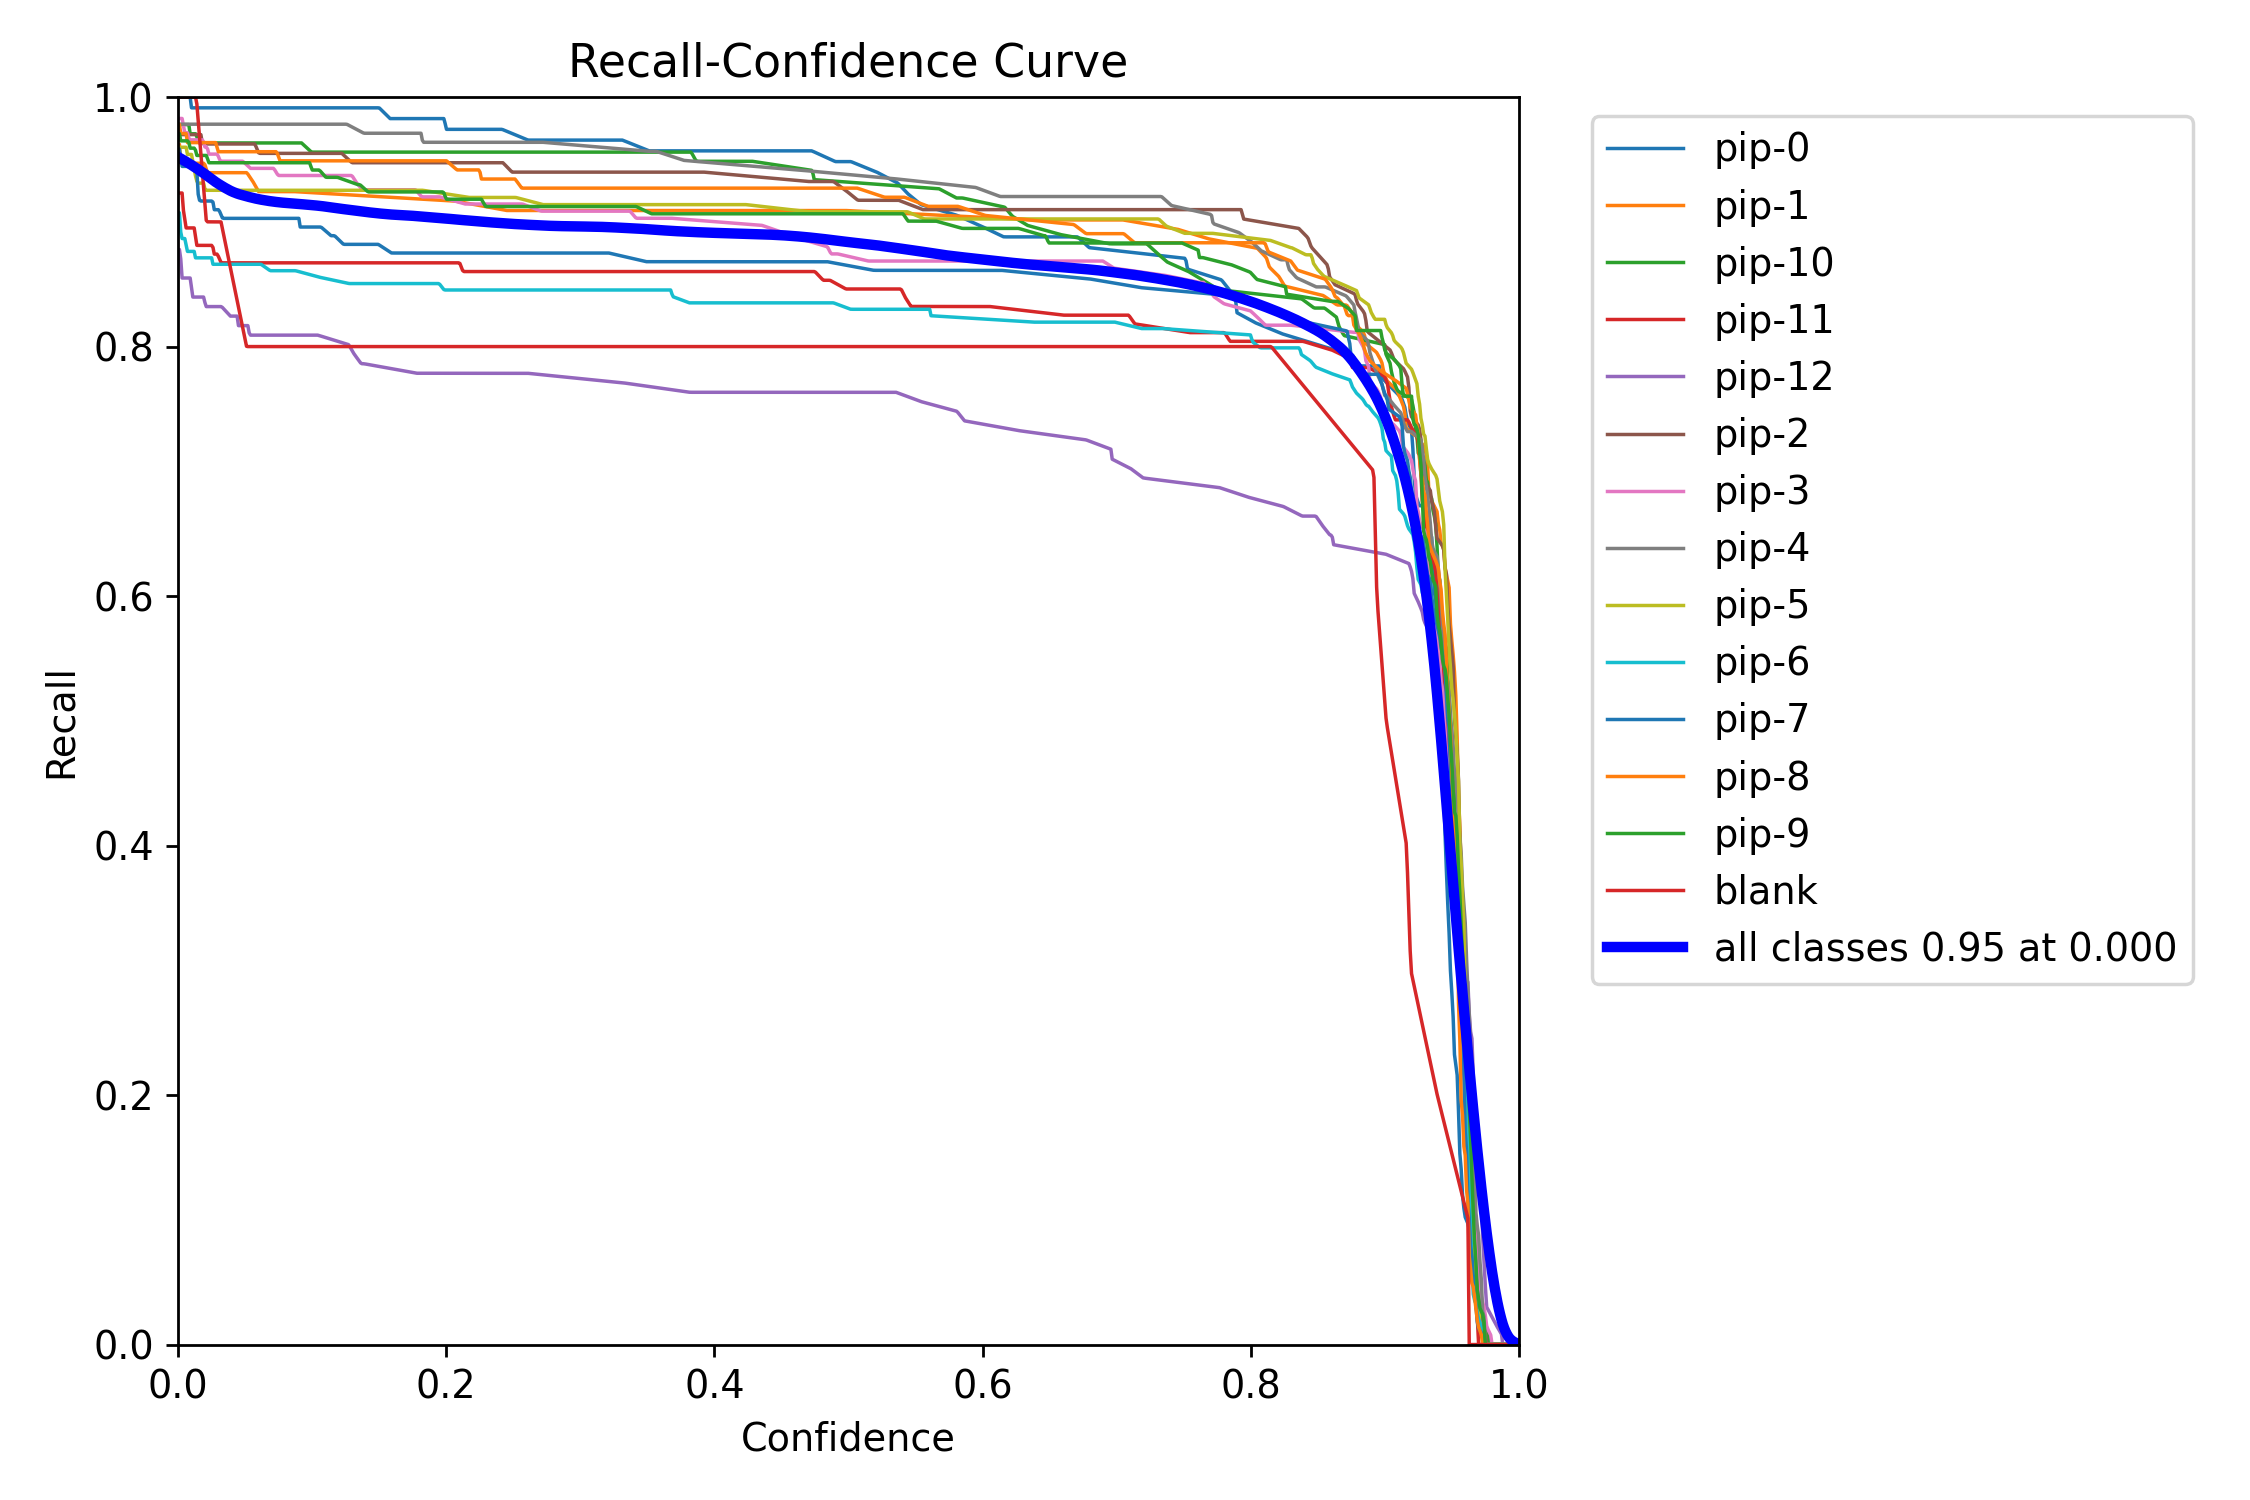 Recall-Confidence Curve
1.0
0.8
0.6
0.4
0.2
0.0
Recall
0.0 0.2 0.4 0.6 0.8 1.0
Confidence
pip-0
pip-1
pip-10
pip-11
pip-12
pip-2
pip-3
pip-4
pip-5
pip-6
pip-7
pip-8
pip-9
blank
all classes 0.95 at 0.000